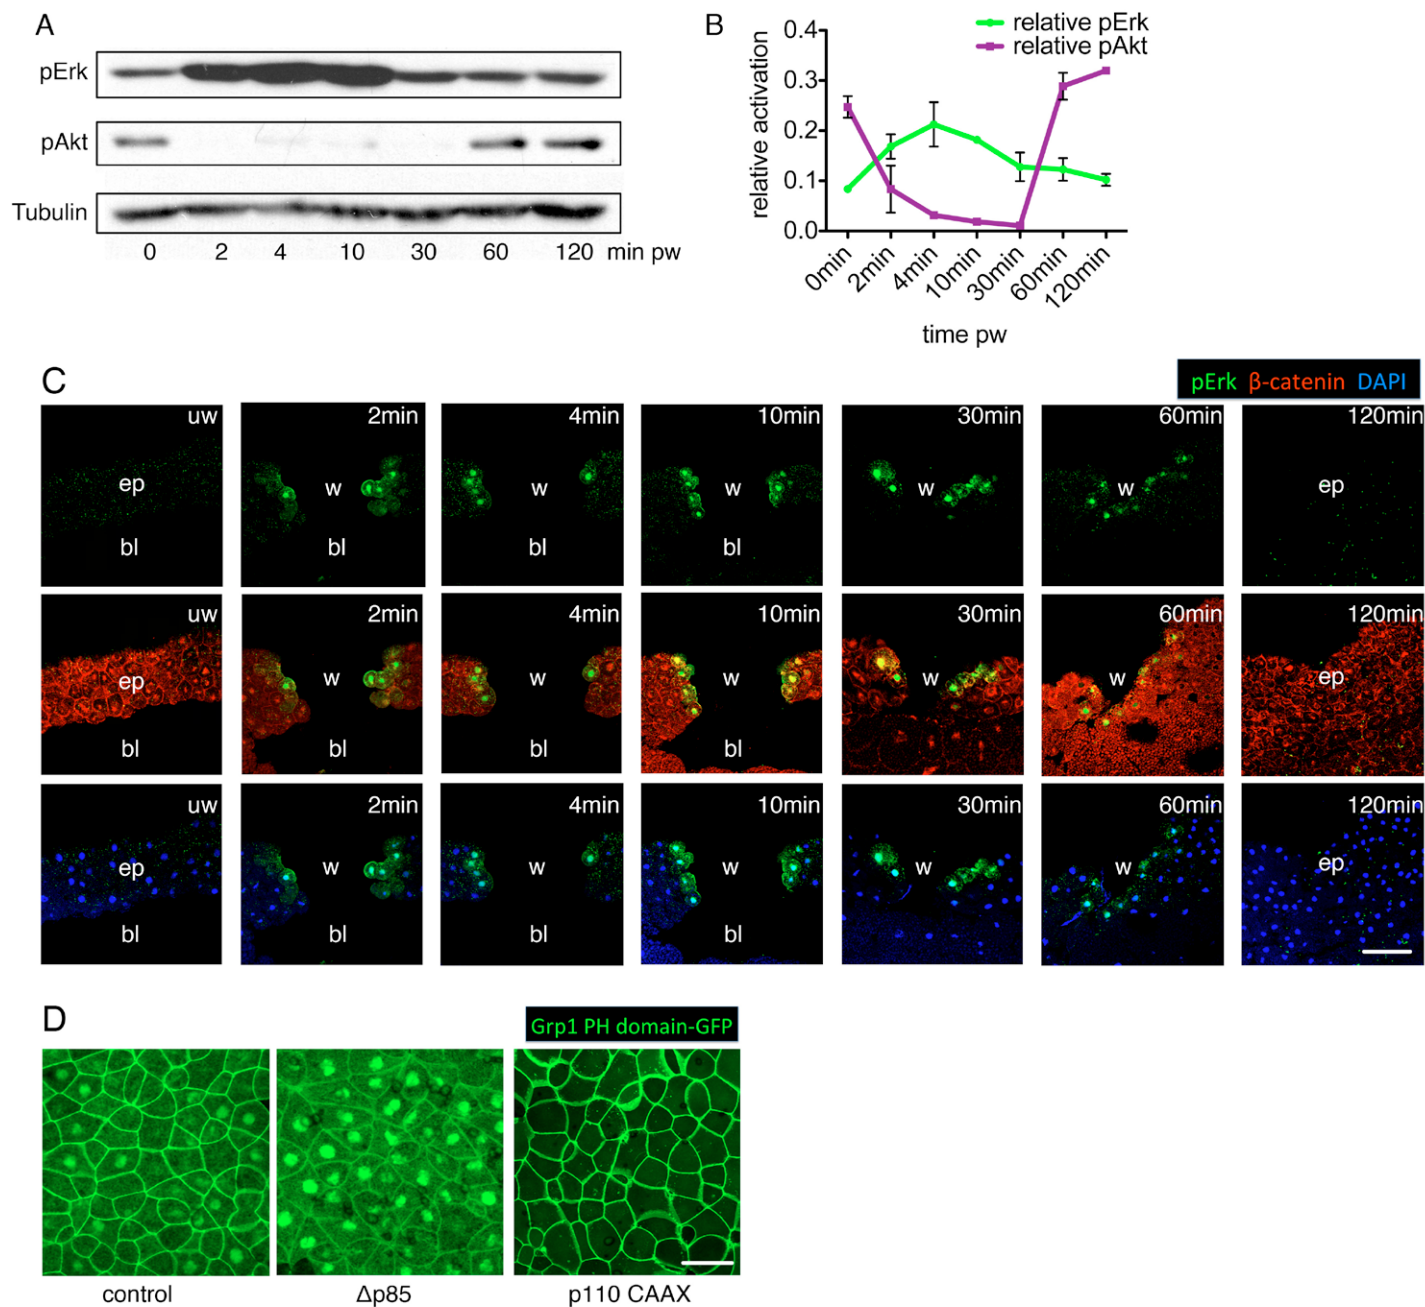 A
pErk
pAkt
Tubulin
0 2 4 10 30 60 120 min pw
B
relative pErk
relative pAkt
relative activation
0.4
0.3
0.2
0.1
0.0
0min 2min 4min 10min 30min 60min 120min
time pw
C
pErk β-catenin DAPI
uw 2min 4min 10min 30min 60min 120min
ep w w w w w ep
bl bl bl bl
uw 2min 4min 10min 30min 60min 120min
ep w w w w w ep
bl bl bl bl
uw 2min 4min 10min 30min 60min 120min
ep w w w w w ep
bl bl bl bl
D
Grp1 PH domain-GFP
control Δp85 p110 CAAX